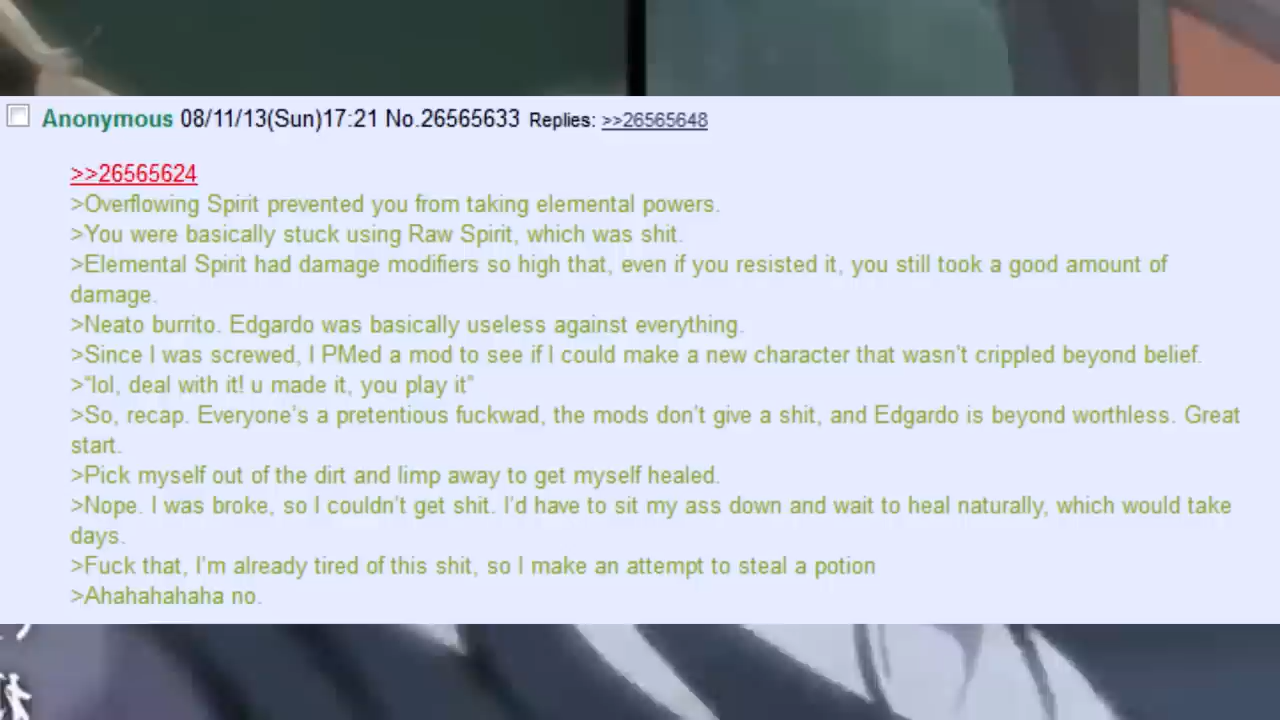 Anonymous 08/11/13(Sun)17:21 No.26565633 Replies: >>26565648
>>26565624
>Overflowing Spirit prevented you from taking elemental powers.
>You were basically stuck using Raw Spirit, which was shit.
>Elemental Spirit had damage modifiers so high that, even if you resisted it, you still took a good amount of
damage.
>Neato burrito. Edgardo was basically useless against everything.
>Since I was screwed, I PMed a mod to see if I could make a new character that wasn't crippled beyond belief.
>“lol, deal with it! u made it, you play it”
>So, recap. Everyone's a pretentious fuckwad, the mods don't give a shit, and Edgardo is beyond worthless. Great
start.
>Pick myself out of the dirt and limp away to get myself healed.
>Nope. I was broke, so I couldn't get shit. I'd have to sit my ass down and wait to heal naturally, which would take
days.
>Fuck that, I'm already tired of this shit, so I make an attempt to steal a potion
>Ahahahahaha no.